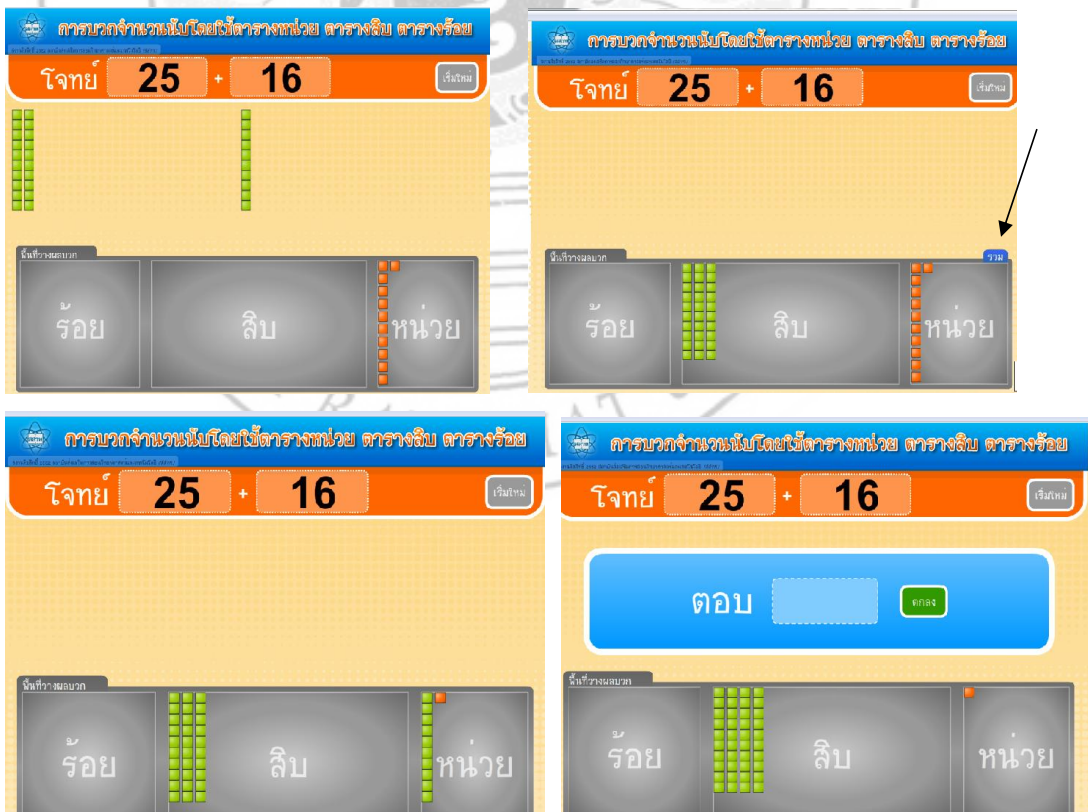 การบวกจำนวนนับโดยใช้ตารางหน่วย ตารางสิบ ตารางร้อย
โจทย์ 25 + 16 เริ่มใหม่
พื้นที่วางผลบวก
ร้อย สิบ หน่วย
การบวกจำนวนนับโดยใช้ตารางหน่วย ตารางสิบ ตารางร้อย
โจทย์ 25 + 16 เริ่มใหม่
พื้นที่วางผลบวก รวม
ร้อย สิบ หน่วย
การบวกจำนวนนับโดยใช้ตารางหน่วย ตารางสิบ ตารางร้อย
โจทย์ 25 + 16 เริ่มใหม่
พื้นที่วางผลบวก
ร้อย สิบ หน่วย
การบวกจำนวนนับโดยใช้ตารางหน่วย ตารางสิบ ตารางร้อย
โจทย์ 25 + 16 เริ่มใหม่
ตอบ ตกลง
พื้นที่วางผลบวก
ร้อย สิบ หน่วย